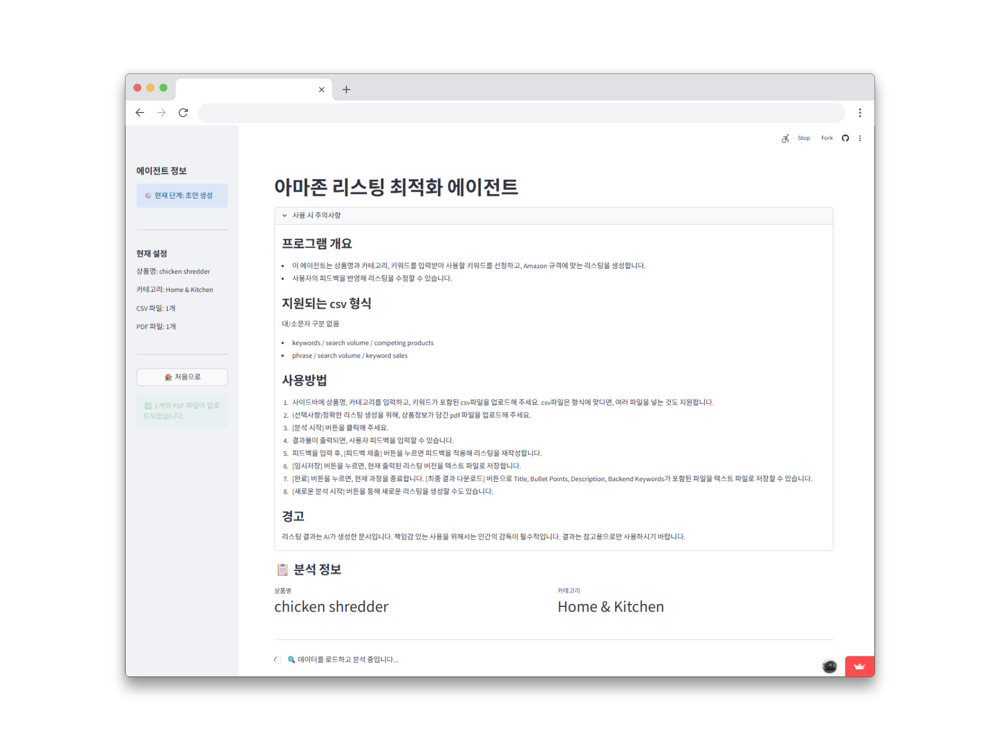 Stop
Fork
에이전트 정보
현재 단계: 초안 생성
현재 설정
상품명: chicken shredder
카테고리: Home & Kitchen
CSV 파일: 1개
PDF 파일: 1개
처음으로
1개의 PDF 파일이 업로
드되었습니다.
아마존 리스팅 최적화 에이전트
사용 시 주의사항
프로그램 개요
• 이 에이전트는 상품명과 카테고리, 키워드를 입력받아 사용할 키워드를 선정하고, Amazon 규격에 맞는 리스팅을 생성합니다.
• 사용자의 피드백을 반영해 리스팅을 수정할 수 있습니다.
지원되는 csv 형식
대/소문자 구분 없음
• keywords / search volume / competing products
• phrase / search volume / keyword sales
사용방법
1. 사이드바에 상품명, 카테고리를 입력하고, 키워드가 포함된 csv파일을 업로드해 주세요. csv파일은 형식에 맞다면, 여러 파일을 넣는 것도 지원합니다.
2. (선택사항)정확한 리스팅 생성을 위해, 상품정보가 담긴 pdf 파일을 업로드해 주세요.
3. [분석 시작] 버튼을 클릭해 주세요.
4. 결과물이 출력되면, 사용자 피드백을 입력할 수 있습니다.
5. 피드백을 입력 후, [피드백 제출] 버튼을 누르면 피드백을 적용해 리스팅을 재작성합니다.
6. [임시저장] 버튼을 누르면, 현재 출력된 리스팅 버전을 텍스트 파일로 저장합니다.
7. [완료] 버튼을 누르면, 현재 과정을 종료합니다. [최종 결과 다운로드] 버튼으로 Title, Bullet Points, Description, Backend Keywords가 포함된 파일을 텍스트 파일로 저장할 수 있습니다.
8. [새로운 분석 시작] 버튼을 통해 새로운 리스팅을 생성할 수도 있습니다.
경고
리스팅 결과는 AI가 생성한 문서입니다. 책임감 있는 사용을 위해서는 인간의 감독이 필수적입니다. 결과는 참고용으로만 사용하시기 바랍니다.
분석 정보
상품명
chicken shredder
카테고리
Home & Kitchen
데이터를 로드하고 분석 중입니다...